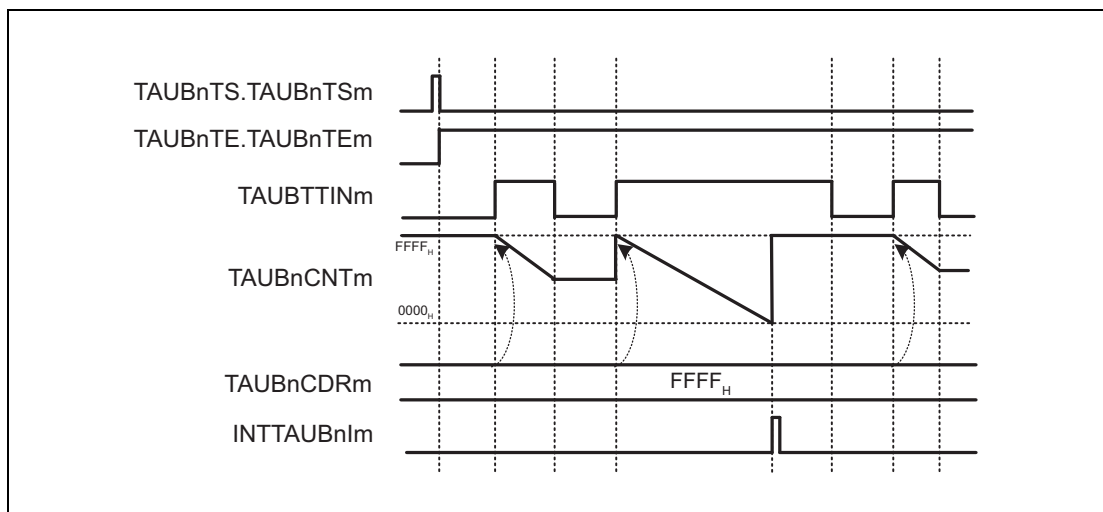 TAUBnTS.TAUBnTSm
TAUBnTE.TAUBnTEm
TAUBTTINm
FFFFH
TAUBnCNTm
0000H
TAUBnCDRm
FFFFH
INTTAUBnIm